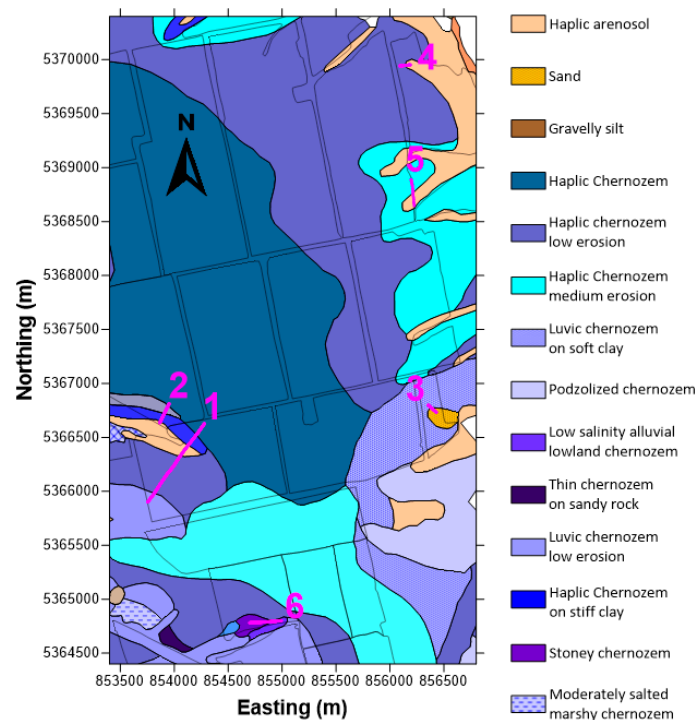 Northing (m)
5370000
5369500
5369000
5368500
5368000
5367500
5367000
5366500
5366000
5365500
5365000
5364500
N
4
5
2
1
3
6
853500 854000 854500 855000 855500 856000 856500
Easting (m)
Haplic arenosol
Sand
Gravelly silt
Haplic Chernozem
Haplic chernozem
low erosion
Haplic Chernozem
medium erosion
Luvic chernozem
on soft clay
Podzolized chernozem
Low salinity alluvial
lowland chernozem
Thin chernozem
on sandy rock
Luvic chernozem
low erosion
Haplic Chernozem
on stiff clay
Stoney chernozem
Moderately salted
marshy chernozem